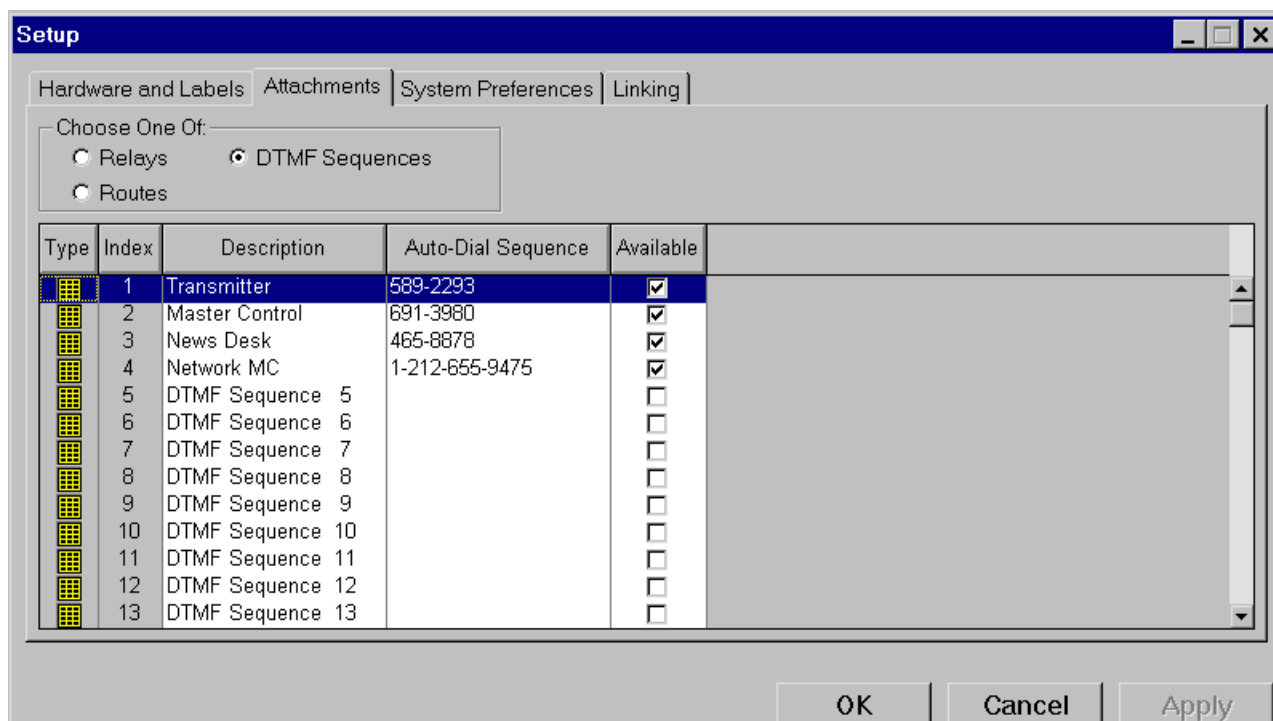 Setup
Hardware and Labels Attachments System Preferences Linking
Choose One Of:
Relays DTMF Sequences
Routes
Type Index Description Auto-Dial Sequence Available
1 Transmitter 589-2293
2 Master Control 691-3980
3 News Desk 465-8878
4 Network MC 1-212-655-9475
5 DTMF Sequence 5
6 DTMF Sequence 6
7 DTMF Sequence 7
8 DTMF Sequence 8
9 DTMF Sequence 9
10 DTMF Sequence 10
11 DTMF Sequence 11
12 DTMF Sequence 12
13 DTMF Sequence 13
OK Cancel Apply